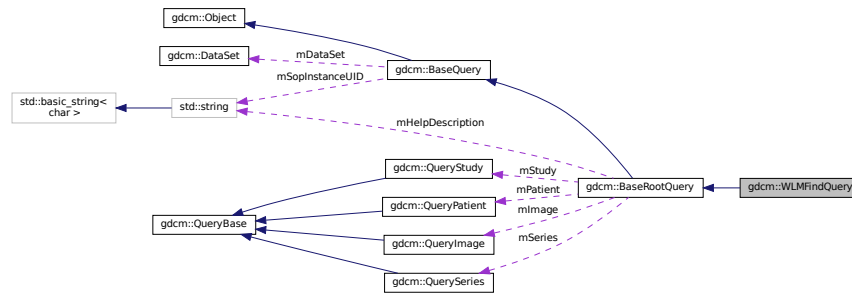 gdcm::Object
gdcm::DataSet
mDataSet
gdcm::BaseQuery
mSopInstanceUID
std::basic_string<
char >
std::string
mHelpDescription
gdcm::QueryStudy
mStudy
gdcm::BaseRootQuery
gdcm::WLMFindQuery
mPatient
gdcm::QueryPatient
mImage
gdcm::QueryBase
mSeries
gdcm::QueryImage
gdcm::QuerySeries